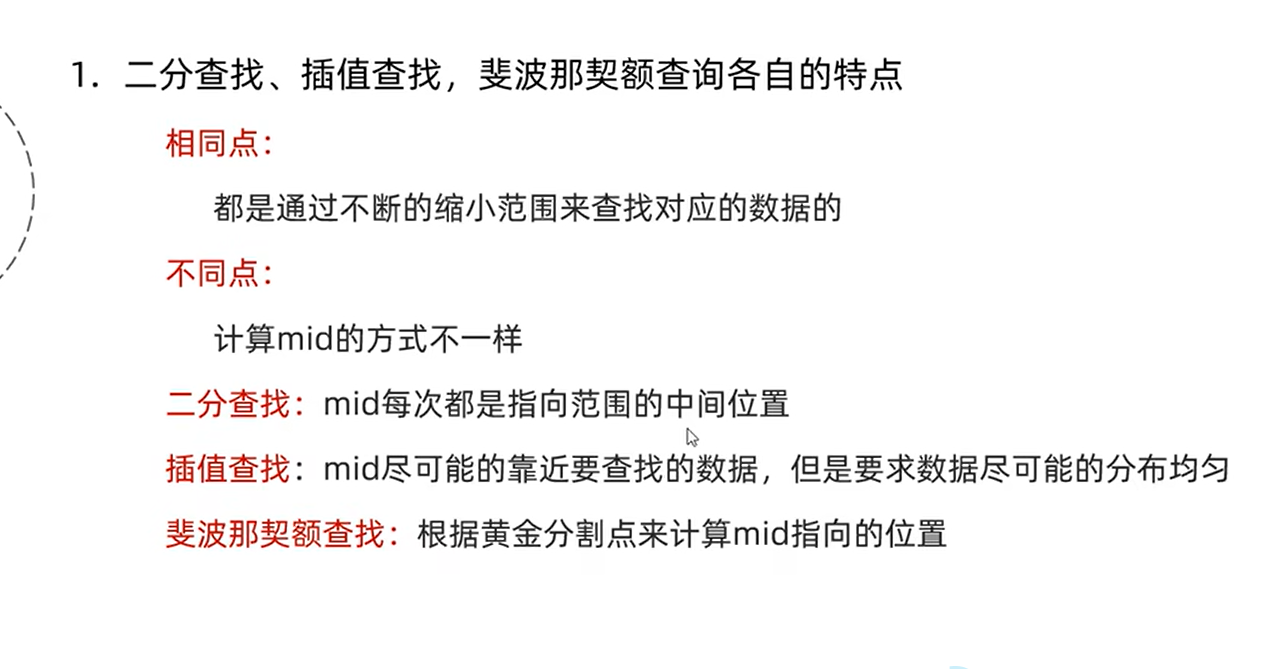 1. 二分查找、插值查找，斐波那契额查询各自的特点
相同点：
都是通过不断的缩小范围来查找对应的数据的
不同点：
计算mid的方式不一样
二分查找：mid每次都是指向范围的中间位置
插值查找：mid尽可能的靠近要查找的数据，但是要求数据尽可能的分布均匀
斐波那契额查找：根据黄金分割点来计算mid指向的位置